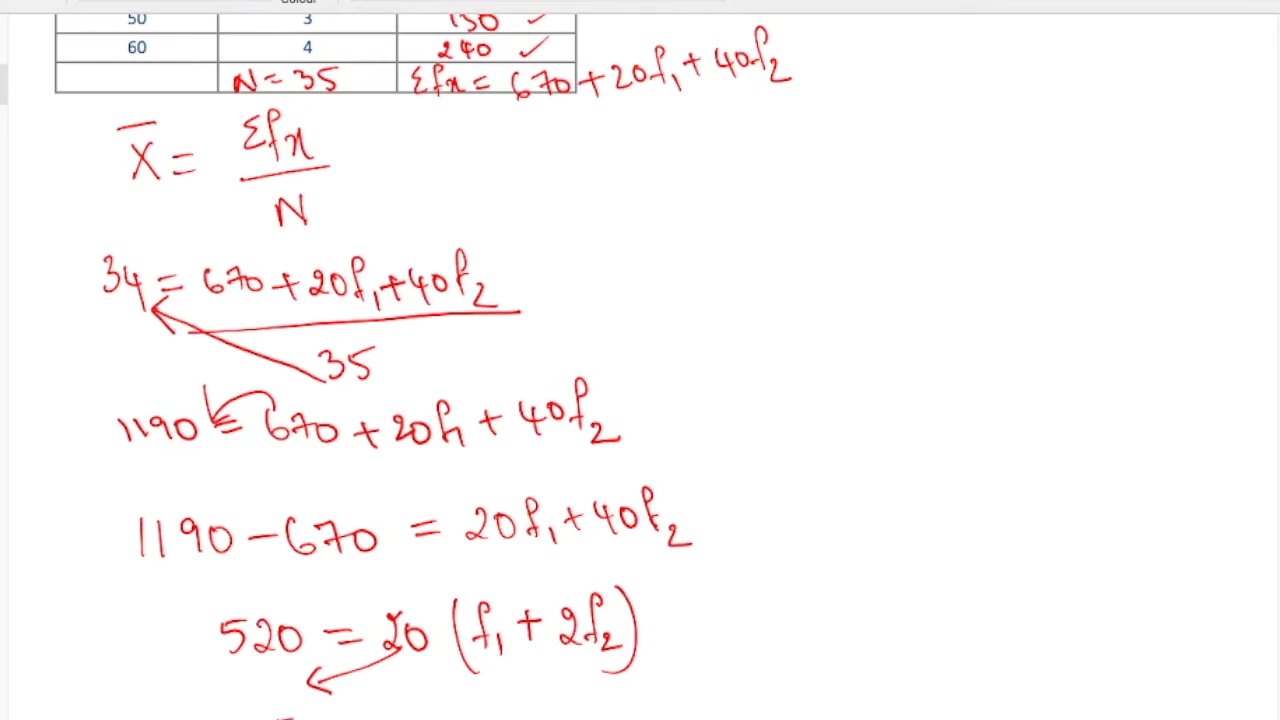 Colour
50 3 150 ✓
60 4 240 ✓
N = 35 Σfx = 670 + 20f₁ + 40f₂
X̅ = Σfx / N
34 = 670 + 20f₁ + 40f₂
35
1190 = 670 + 20f₁ + 40f₂
1190 - 670 = 20f₁ + 40f₂
520 = 20 (f₁ + 2f₂)